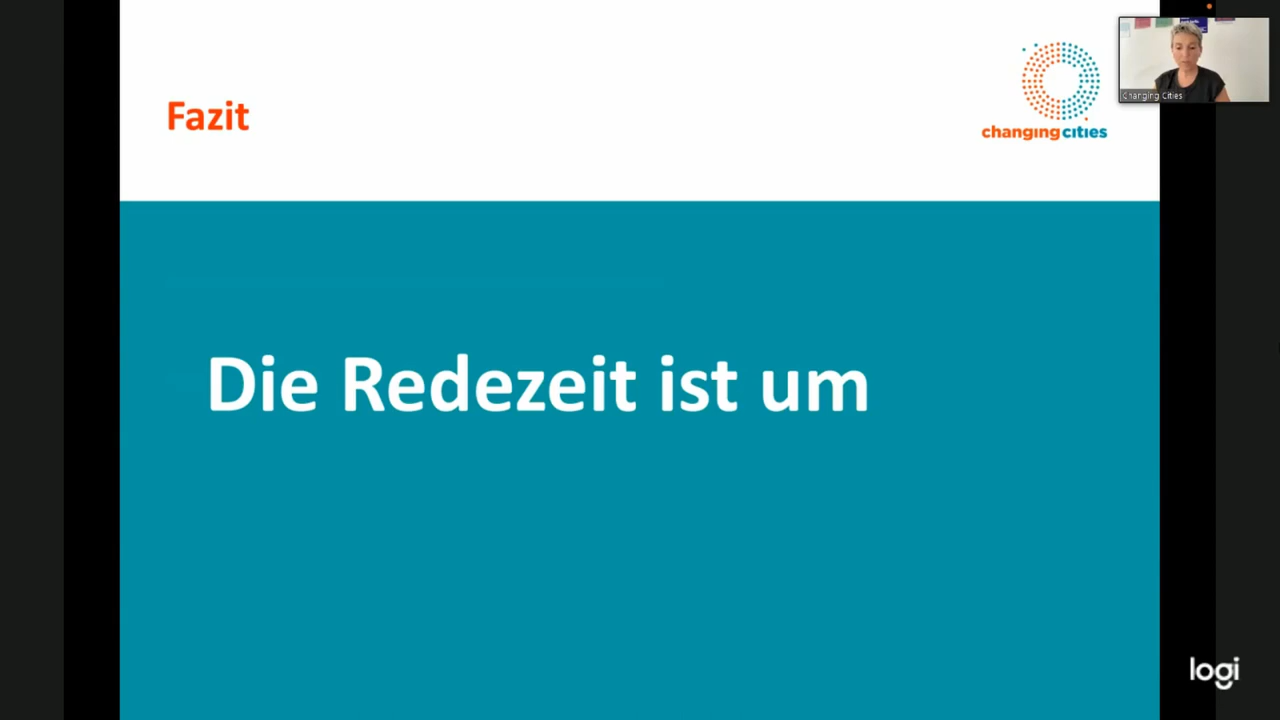 Fazit
changing cities
Changing Cities
Die Redezeit ist um
logi